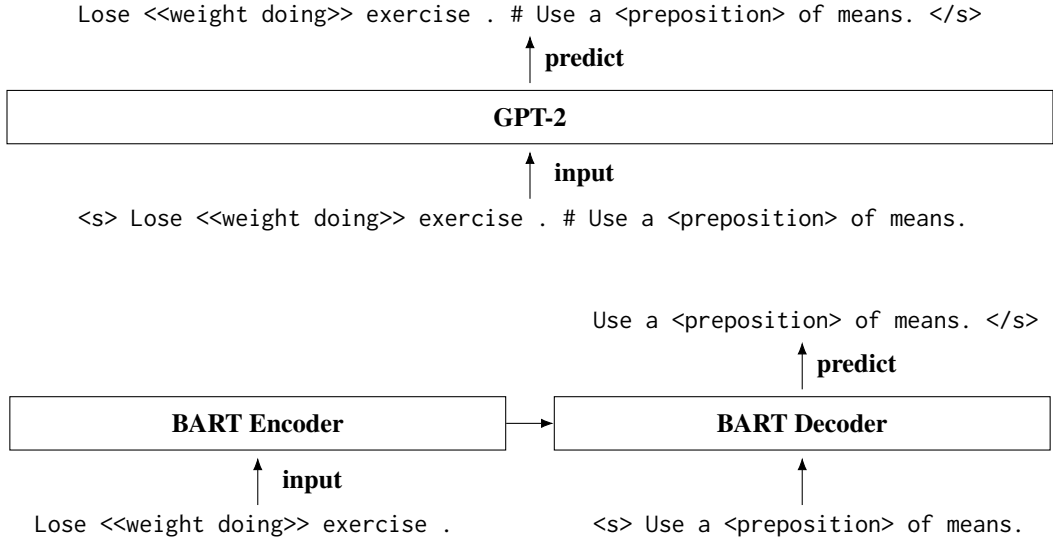 Lose <<weight doing>> exercise . # Use a <preposition> of means. </s>
predict
GPT-2
input
<s> Lose <<weight doing>> exercise . # Use a <preposition> of means.
Use a <preposition> of means. </s>
predict
BART Encoder
BART Decoder
input
Lose <<weight doing>> exercise .
<s> Use a <preposition> of means.